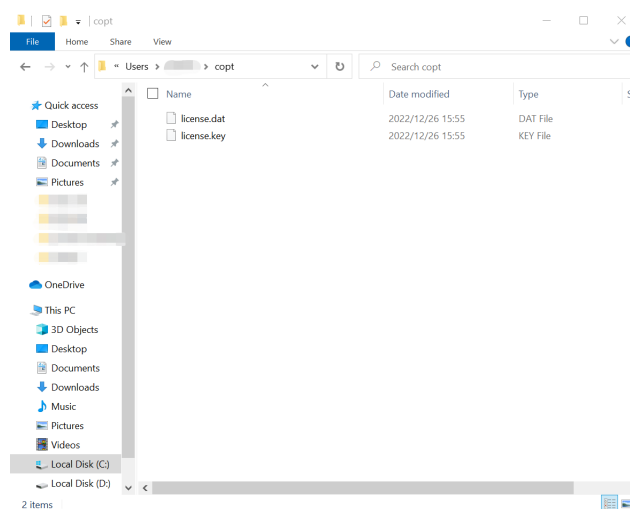 copt
File Home Share View
« Users > > copt
Search copt
Name Date modified Type
license.dat 2022/12/26 15:55 DAT File
license.key 2022/12/26 15:55 KEY File
Quick access
Desktop
Downloads
Documents
Pictures
OneDrive
This PC
3D Objects
Desktop
Documents
Downloads
Music
Pictures
Videos
Local Disk (C:)
Local Disk (D:)
2 items